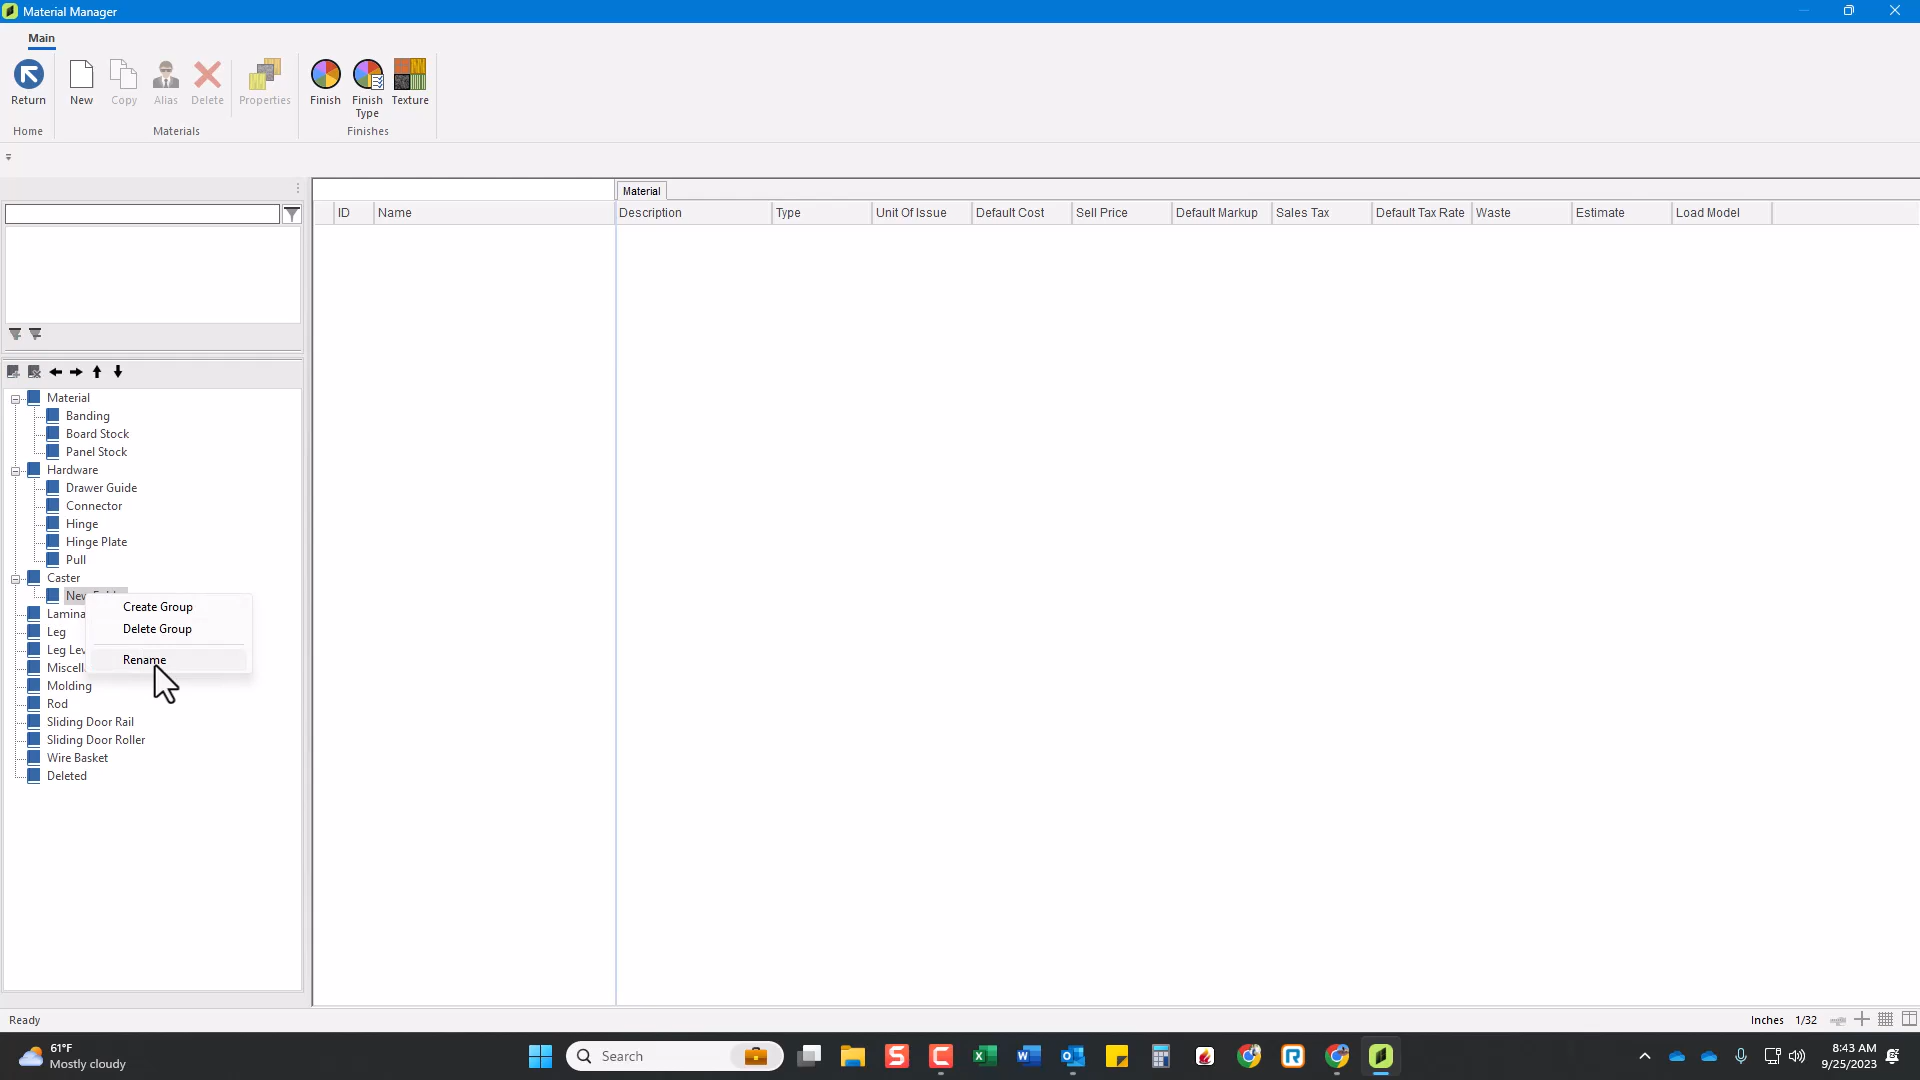 Material Manager
Main
Return
New
Copy
Alias
Delete
Properties
Finish
Finish
Type
Texture
Home
Materials
Finishes
Material
ID
Name
Description
Type
Unit Of Issue
Default Cost
Sell Price
Default Markup
Sales Tax
Default Tax Rate
Waste
Estimate
Load Model
Material
Banding
Board Stock
Panel Stock
Hardware
Drawer Guide
Connector
Hinge
Hinge Plate
Pull
Caster
Create Group
Delete Group
Rename
Leg
Molding
Rod
Sliding Door Rail
Sliding Door Roller
Wire Basket
Deleted
Ready
Inches 1/32
61°F
Mostly cloudy
Search
8:43 AM
9/25/2023